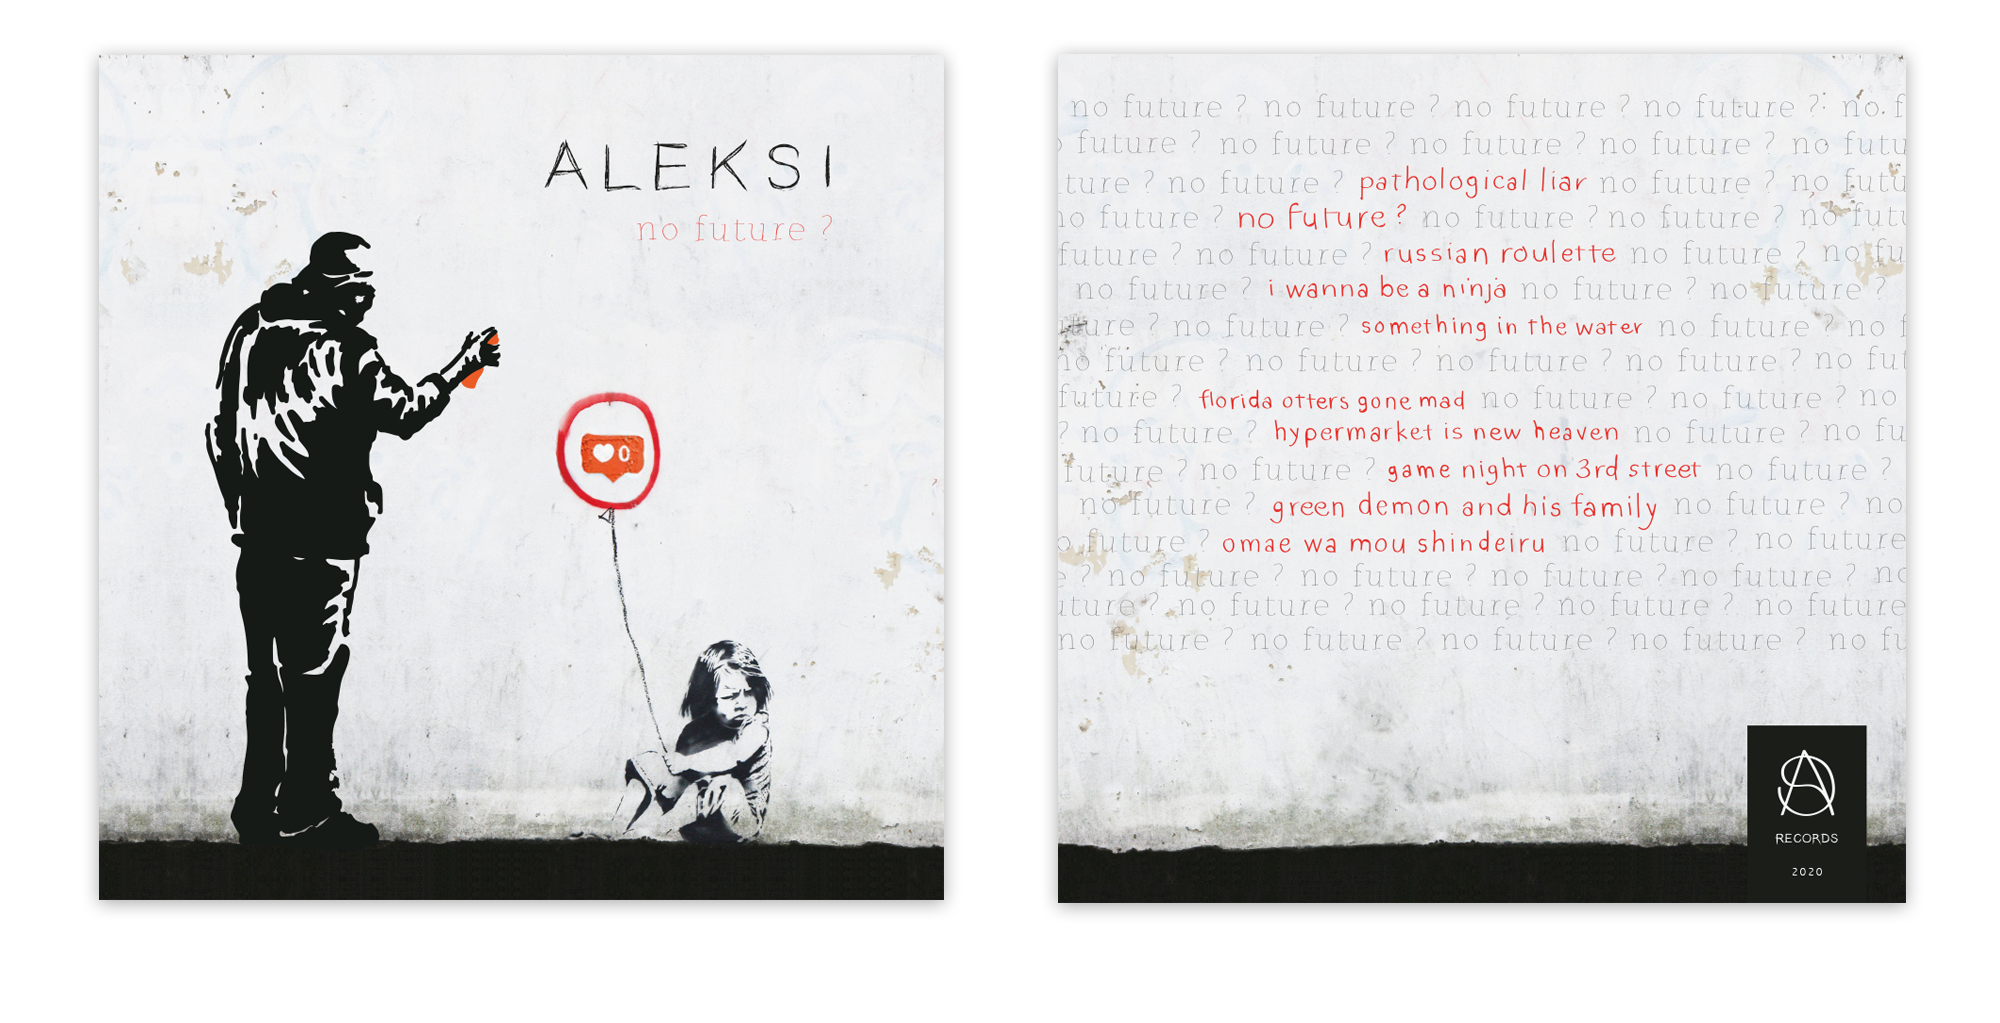 ALEKSI
no future ?
0
no future ? no future ? no future ? no future ? no f
future ? no future ? no future ? no future ? no futu
ture ? no future ? pathological liar no future ? no futu
no future ? no future ? no future ? no future ? no futu
future ? no future ? russian roulette no future ? no fu
no future ? i wanna be a ninja no future ? no future ?
ture ? no future ? something in the water no future ? no f
no future ? no future ? no future ? no future ? no fut
future ? florida otters gone mad no future ? no future ? no
? no future ? hypermarket is new heaven no future ? no fu
future ? no future ? game night on 3rd street no future ?
no future ? green demon and his family no future ? no
o future ? omae wa mou shindeiru no future ? no future
e ? no future ? no future ? no future ? no future ? no
uture ? no future ? no future ? no future ? no future
no future ? no future ? no future ? no future ? no fu
RECORDS
2020